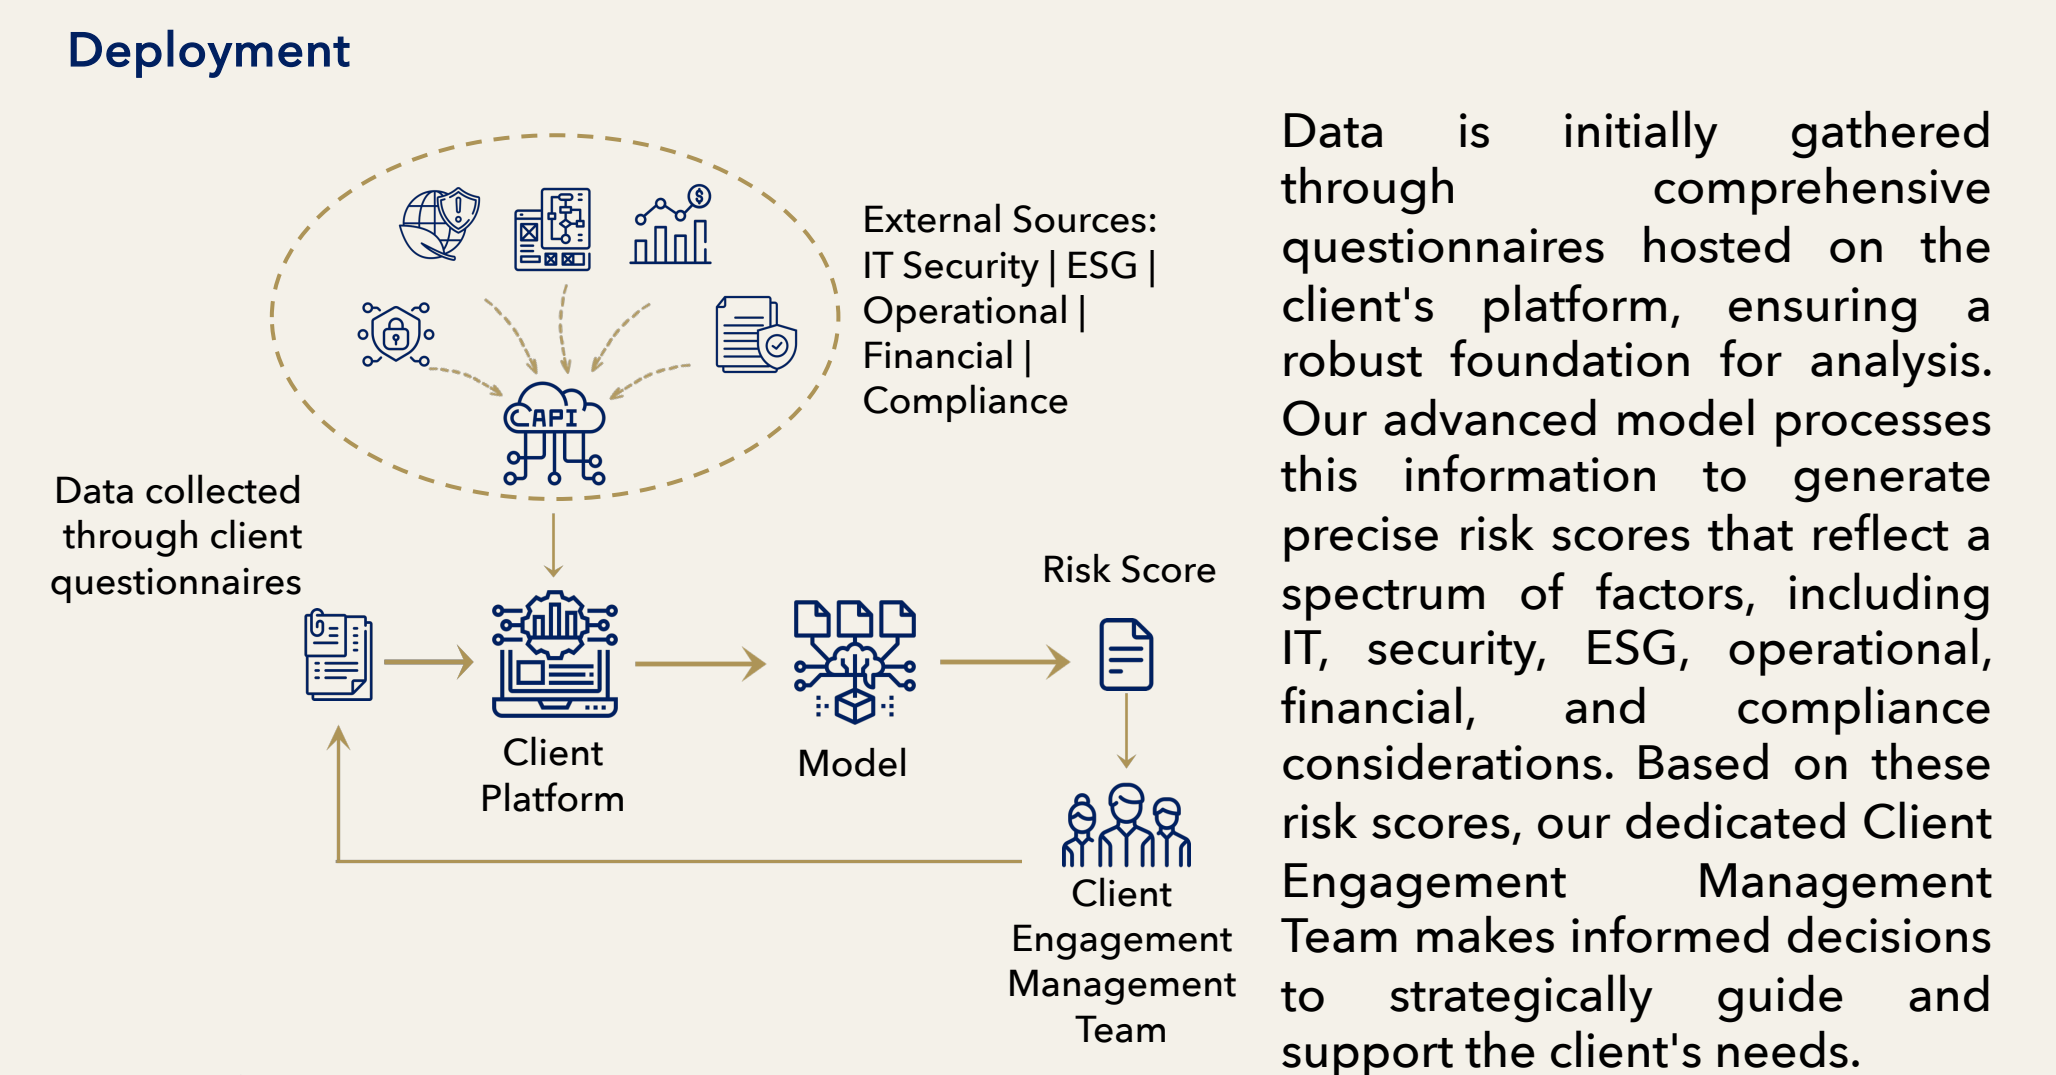 Deployment
External Sources:
IT Security | ESG |
Operational |
Financial |
Compliance
API
Data collected
through client
questionnaires
Client
Platform
Model
Risk Score
Client
Engagement
Management
Team
Data is initially gathered
through comprehensive
questionnaires hosted on the
client's platform, ensuring a
robust foundation for analysis.
Our advanced model processes
this information to generate
precise risk scores that reflect a
spectrum of factors, including
IT, security, ESG, operational,
financial, and compliance
considerations. Based on these
risk scores, our dedicated Client
Engagement Management
Team makes informed decisions
to strategically guide and
support the client's needs.